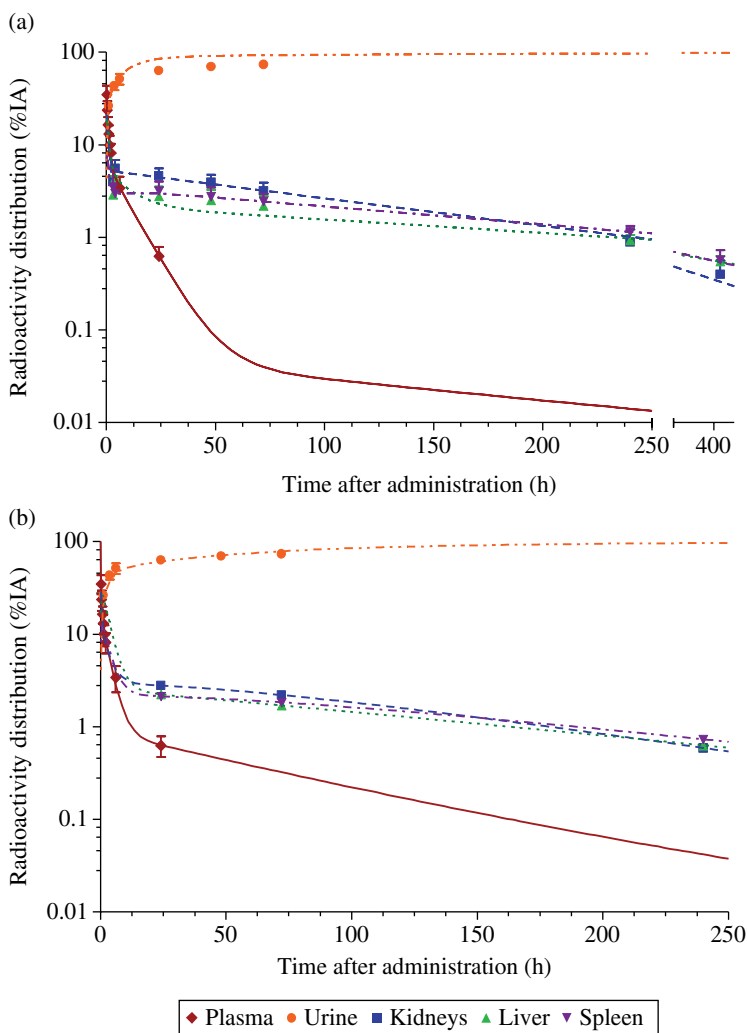 (a)
Radioactivity distribution (%IA)
100
10
1
0.1
0.01
0 50 100 150 200 250 400
Time after administration (h)
(b)
Radioactivity distribution (%IA)
100
10
1
0.1
0.01
0 50 100 150 200 250
Time after administration (h)
Plasma Urine Kidneys Liver Spleen